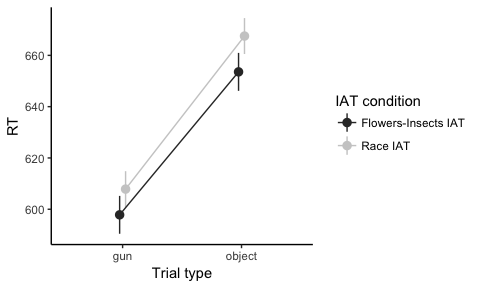 RT
660
640
620
600
gun object
Trial type
IAT condition
Flowers-Insects IAT
Race IAT